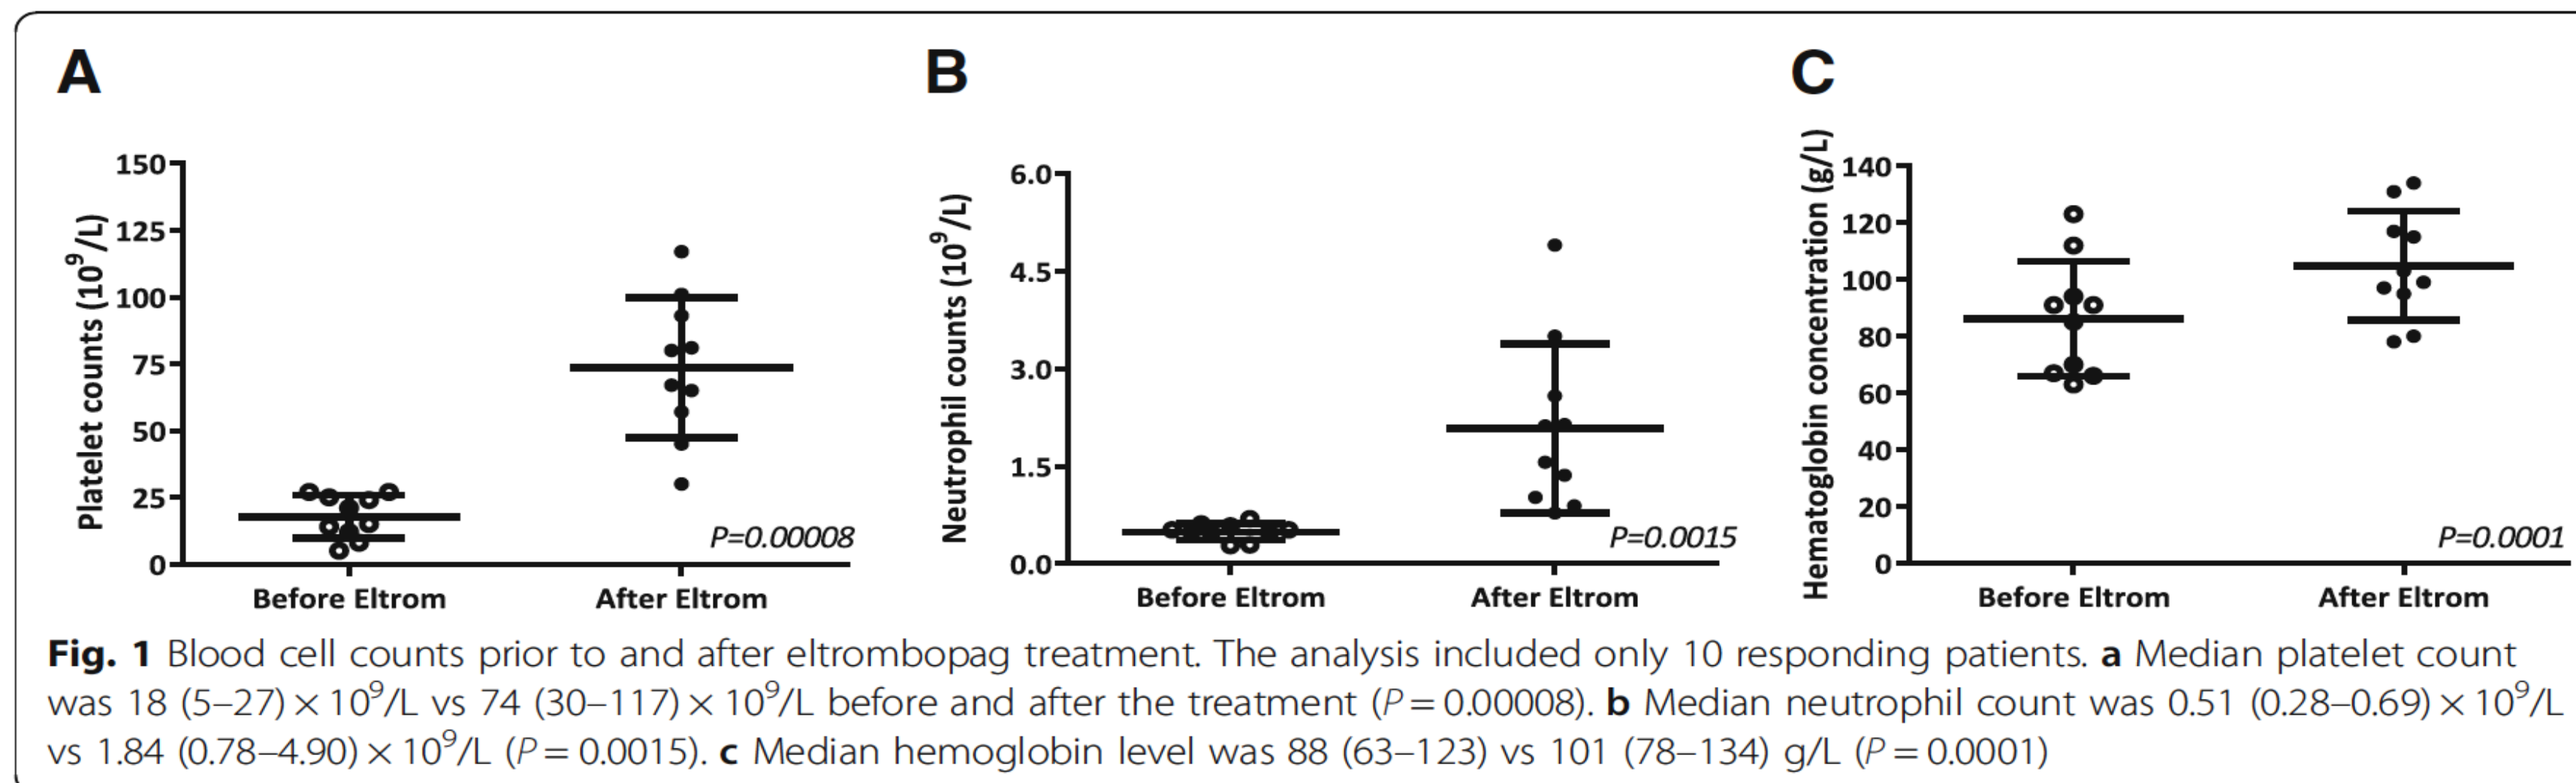 A
B
C
Platelet counts (10⁹/L)
150
125
100
75
50
25
0
P=0.00008
Before Eltrom
After Eltrom
Neutrophil counts (10⁹/L)
6.0
4.5
3.0
1.5
0.0
P=0.0015
Before Eltrom
After Eltrom
Hematoglobin concentration (g/L)
140
120
100
80
60
40
20
0
P=0.0001
Before Eltrom
After Eltrom
Fig. 1 Blood cell counts prior to and after eltrombopag treatment. The analysis included only 10 responding patients. a Median platelet count
was 18 (5–27) × 10⁹/L vs 74 (30–117) × 10⁹/L before and after the treatment (P = 0.00008). b Median neutrophil count was 0.51 (0.28–0.69) × 10⁹/L
vs 1.84 (0.78–4.90) × 10⁹/L (P = 0.0015). c Median hemoglobin level was 88 (63–123) vs 101 (78–134) g/L (P = 0.0001)